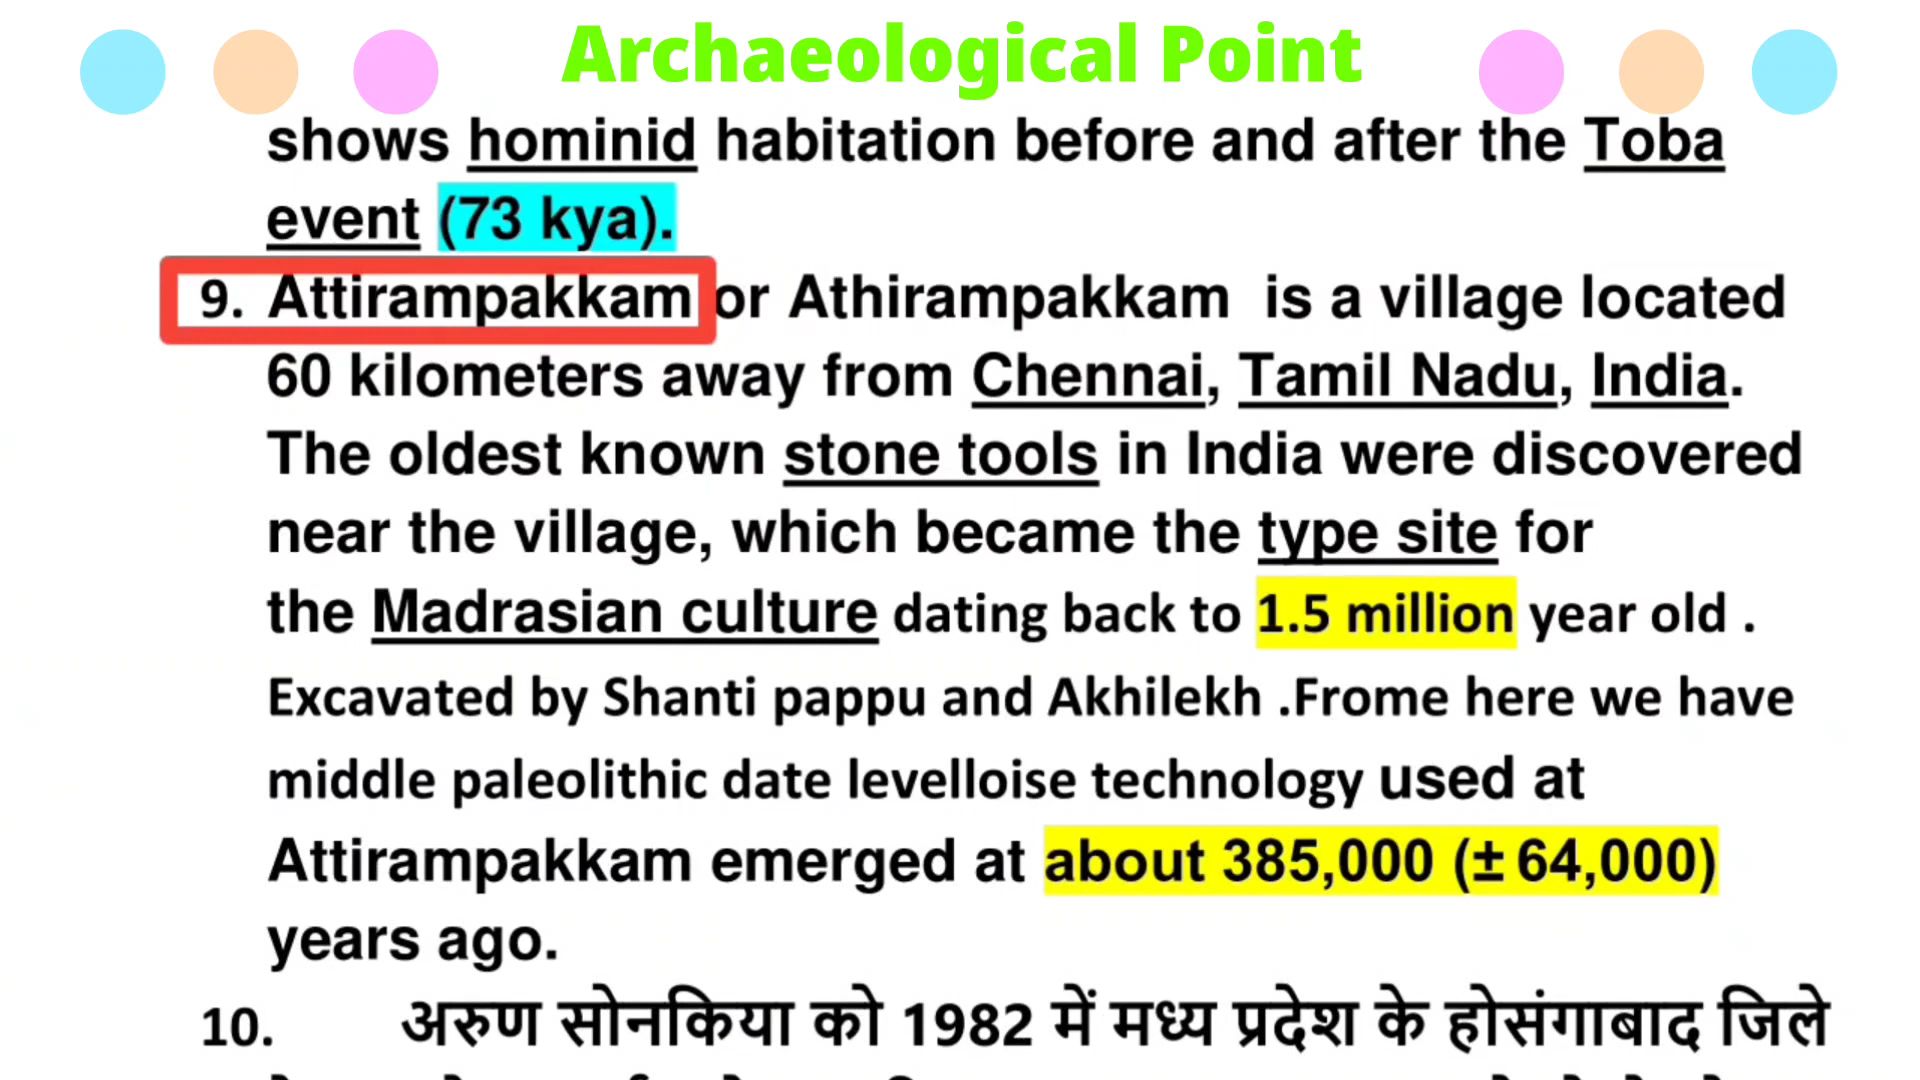 Archaeological Point
shows hominid habitation before and after the Toba
event (73 kya).
9. Attirampakkam or Athirampakkam is a village located
60 kilometers away from Chennai, Tamil Nadu, India.
The oldest known stone tools in India were discovered
near the village, which became the type site for
the Madrasian culture dating back to 1.5 million year old .
Excavated by Shanti pappu and Akhilekh .Frome here we have
middle paleolithic date levelloise technology used at
Attirampakkam emerged at about 385,000 (± 64,000)
years ago.
10. अरुण सोनकिया को 1982 में मध्य प्रदेश के होसंगाबाद जिले